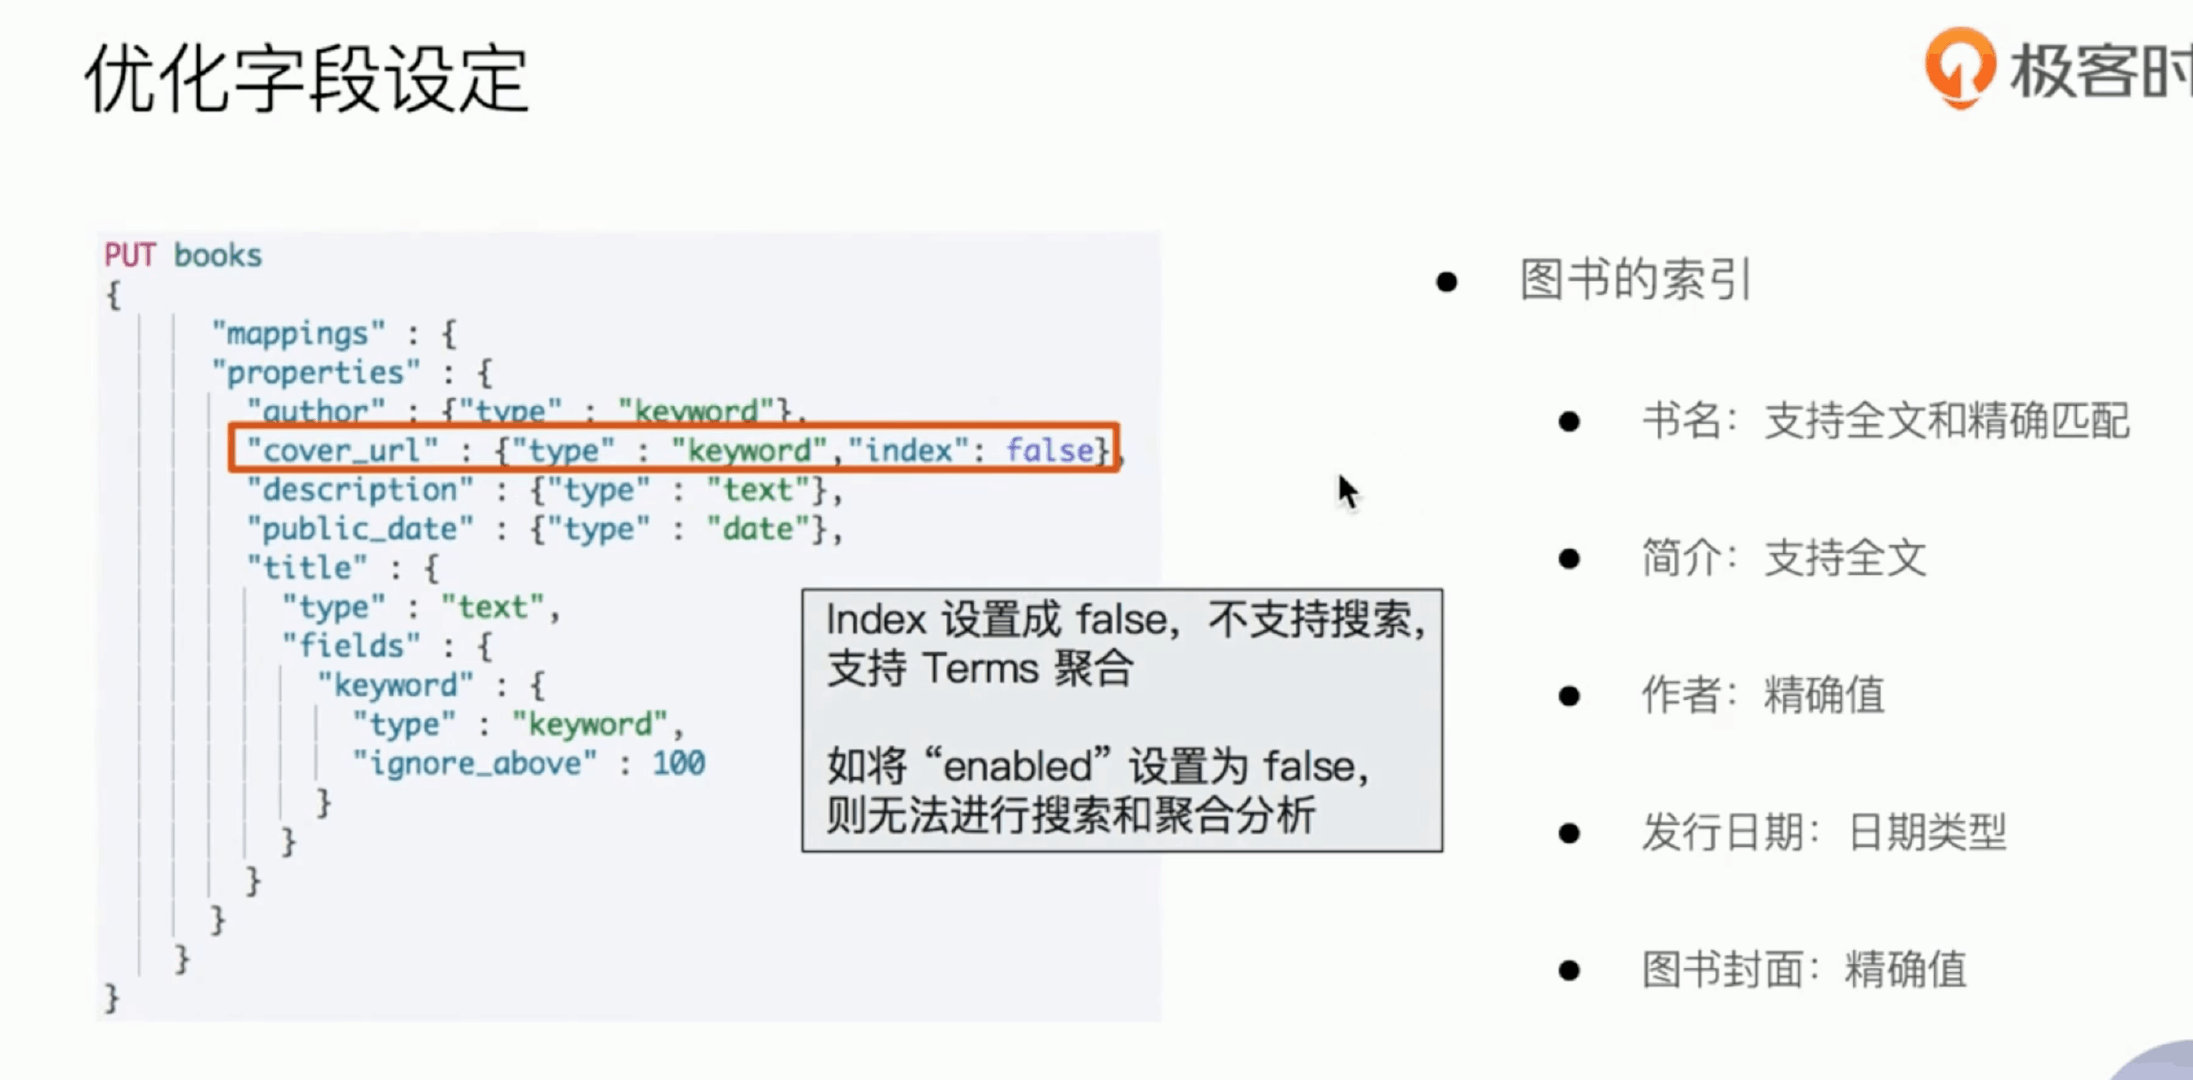 优化字段设定
极客时
PUT books
{
"mappings" : {
"properties" : {
"author" : {"type" : "keyword"},
"cover_url" : {"type" : "keyword","index": false},
"description" : {"type" : "text"},
"public_date" : {"type" : "date"},
"title" : {
"type" : "text",
"fields" : {
"keyword" : {
"type" : "keyword",
"ignore_above" : 100
}
}
}
}
}
}
Index 设置成 false，不支持搜索，
支持 Terms 聚合
如将 “enabled” 设置为 false，
则无法进行搜索和聚合分析
● 图书的索引
● 书名：支持全文和精确匹配
● 简介：支持全文
● 作者：精确值
● 发行日期：日期类型
● 图书封面：精确值